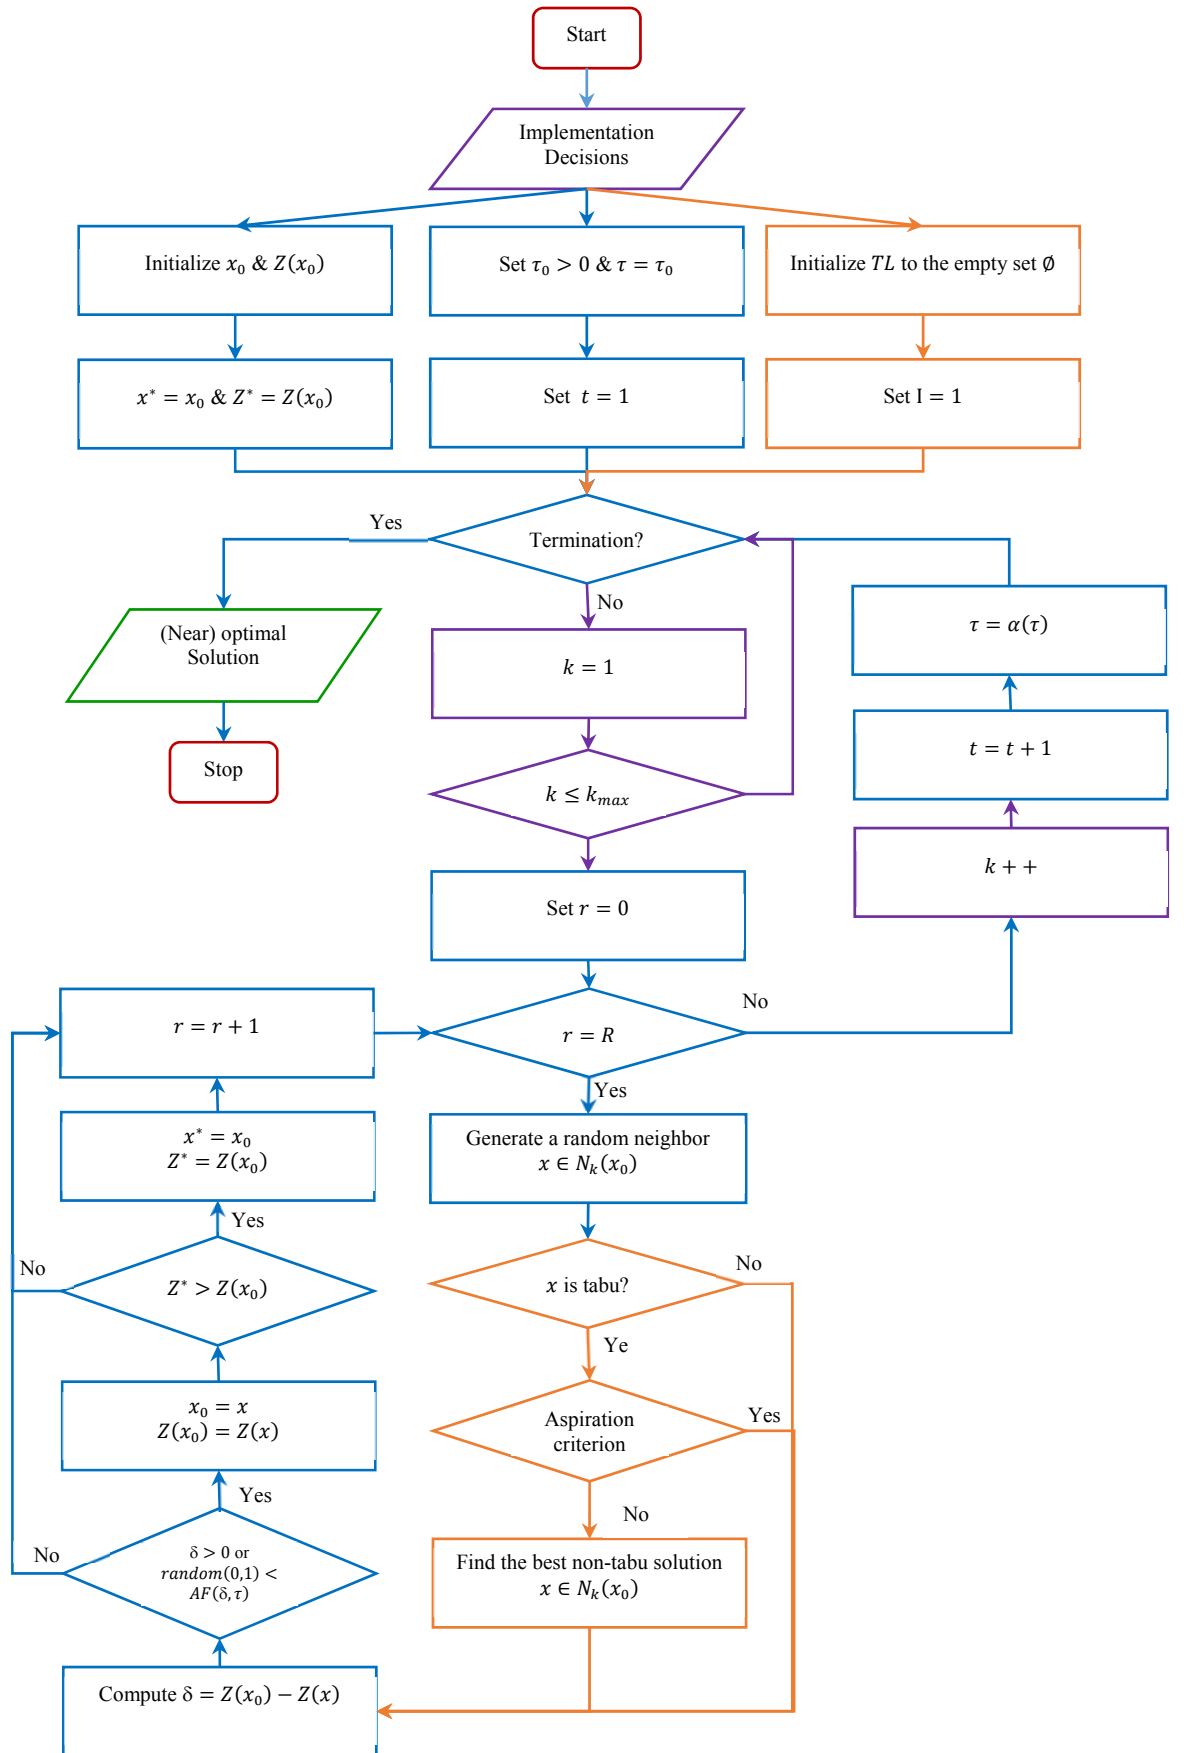 Start
Implementation
Decisions
Initialize x₀ & Z(x₀)
Set τ₀ > 0 & τ = τ₀
Initialize TL to the empty set ∅
x* = x₀ & Z* = Z(x₀)
Set t = 1
Set I = 1
Yes
Termination?
No
(Near) optimal
Solution
k = 1
τ = α(τ)
Stop
k ≤ kₘₐₓ
t = t + 1
k + +
Set r = 0
r = r + 1
r = R
No
Yes
x* = x₀
Z* = Z(x₀)
Generate a random neighbor
x ∈ Nₖ(x₀)
Yes
No
Z* > Z(x₀)
x is tabu?
No
Ye
x₀ = x
Z(x₀) = Z(x)
Aspiration
criterion
Yes
Yes
No
No
δ > 0 or
random(0,1) <
AF(δ, τ)
Find the best non-tabu solution
x ∈ Nₖ(x₀)
Compute δ = Z(x₀) − Z(x)